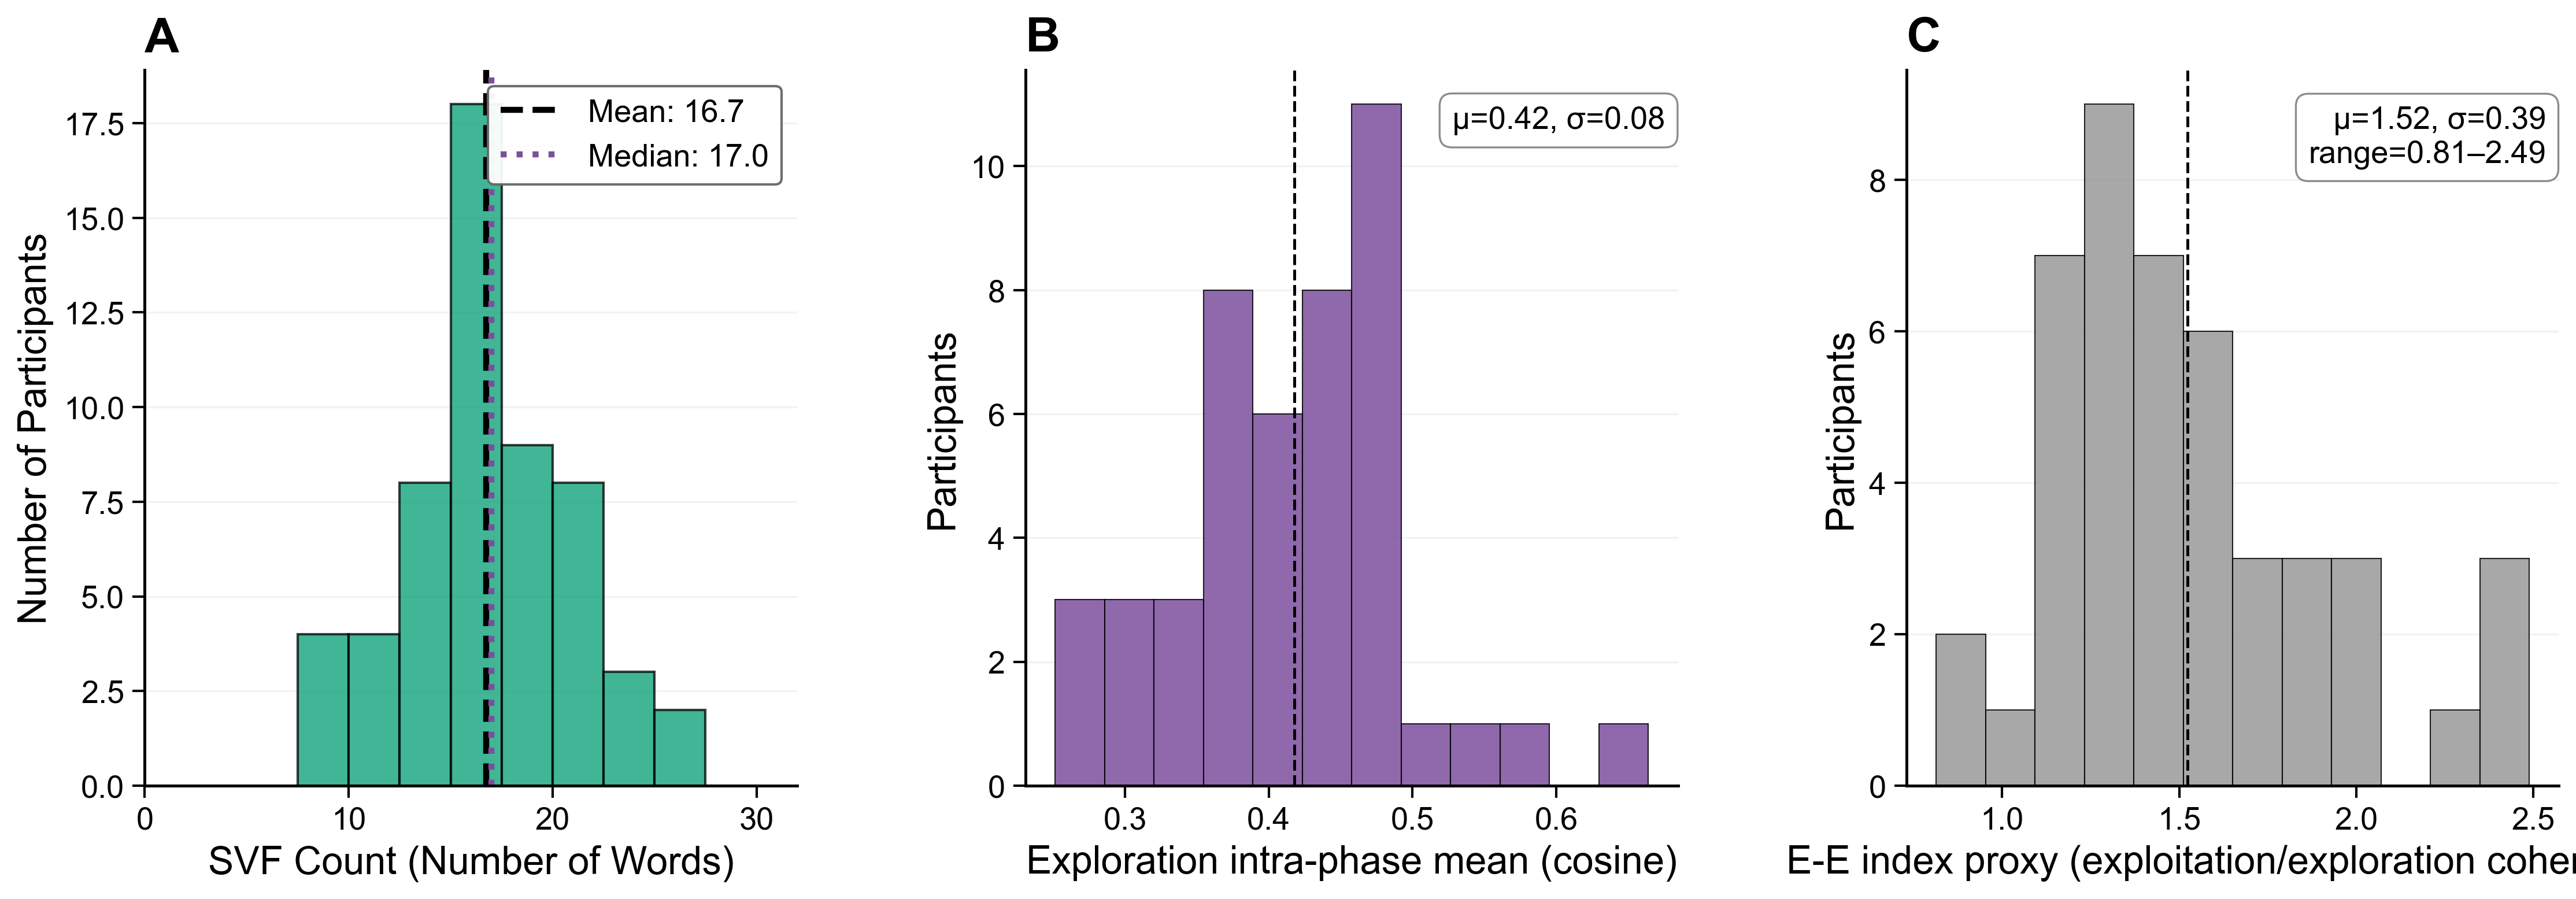 A
Number of Participants
17.5
15.0
12.5
10.0
7.5
5.0
2.5
0.0
0
10
20
30
SVF Count (Number of Words)
Mean: 16.7
Median: 17.0
B
Participants
10
8
6
4
2
0
0.3
0.4
0.5
0.6
Exploration intra-phase mean (cosine)
μ=0.42, σ=0.08
C
Participants
8
6
4
2
0
1.0
1.5
2.0
2.5
E-E index proxy (exploitation/exploration coher
μ=1.52, σ=0.39
range=0.81–2.49